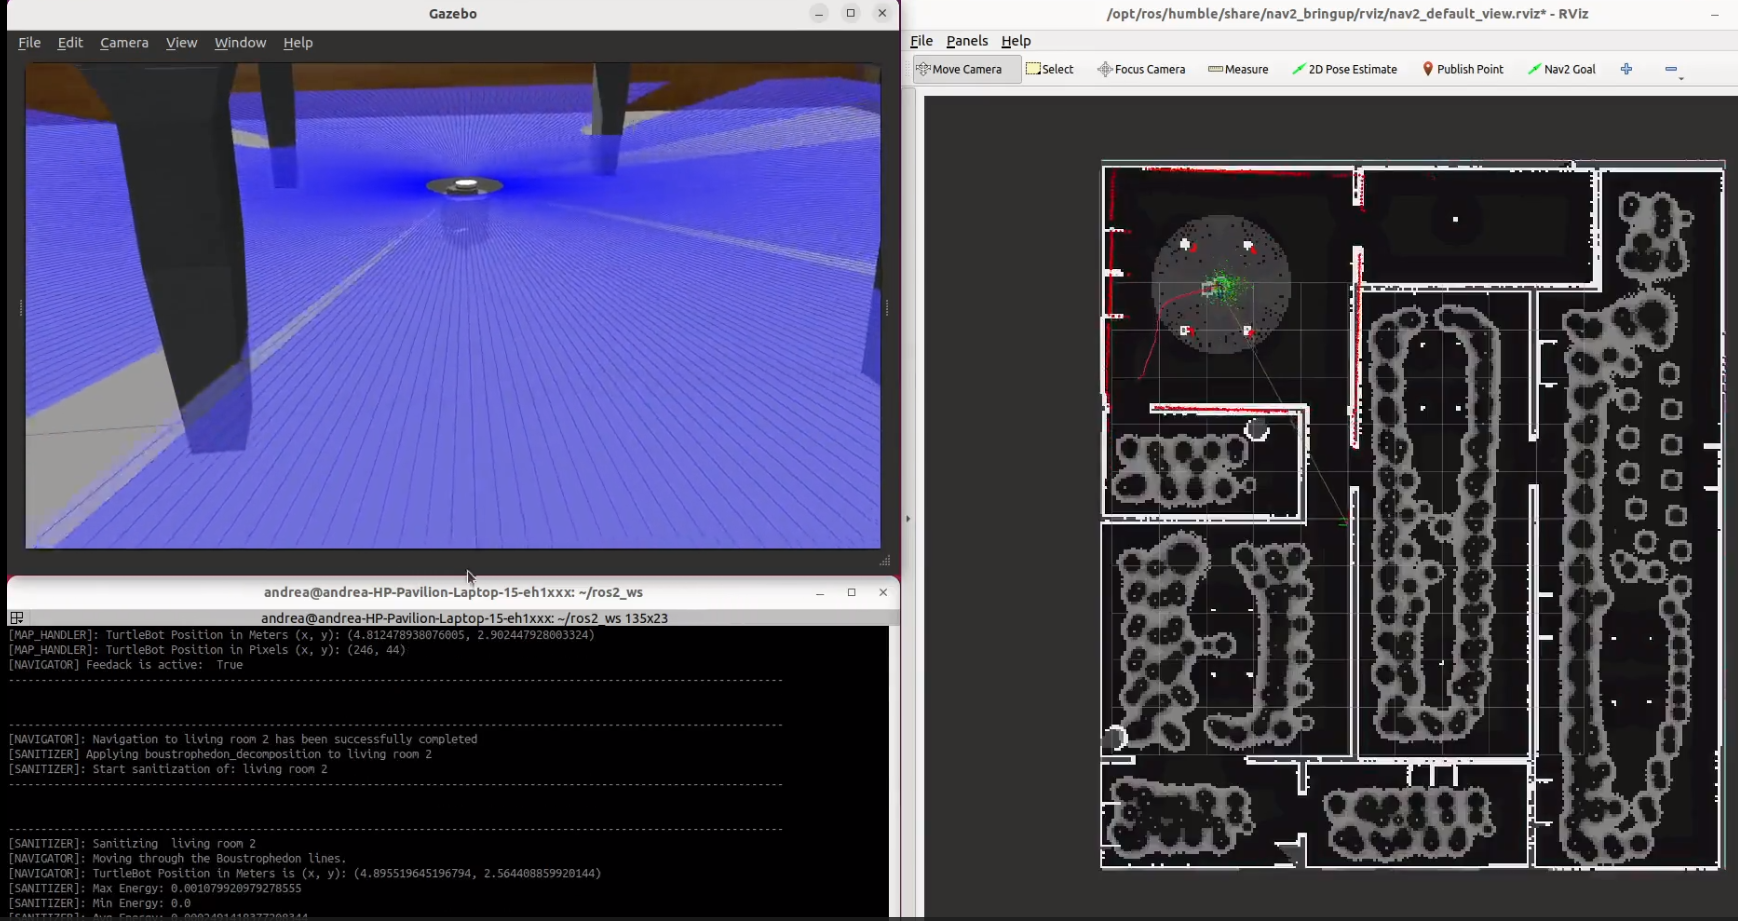 Gazebo
File Edit Camera View Window Help
/opt/ros/humble/share/nav2_bringup/rviz/nav2_default_view.rviz* - RViz
File Panels Help
Move Camera Select Focus Camera Measure 2D Pose Estimate Publish Point Nav2 Goal
andrea@andrea-HP-Pavilion-Laptop-15-eh1xxx: ~/ros2_ws
andrea@andrea-HP-Pavilion-Laptop-15-eh1xxx: ~/ros2_ws 135x23
[MAP_HANDLER]: TurtleBot Position in Meters (x, y): (4.812478938076005, 2.902447928003324)
[MAP_HANDLER]: TurtleBot Position in Pixels (x, y): (246, 44)
[NAVIGATOR] Feedack is active:  True
--------------------------------------------------------------------------------
--------------------------------------------------------------------------------
[NAVIGATOR]: Navigation to living room 2 has been successfully completed
[SANITIZER] Applying boustrophedon_decomposition to living room 2
[SANITIZER]: Start sanitization of: living room 2
--------------------------------------------------------------------------------
--------------------------------------------------------------------------------
[SANITIZER]: Sanitizing  living room 2
[NAVIGATOR]: Moving through the Boustrophedon lines.
[NAVIGATOR]: TurtleBot Position in Meters is (x, y): (4.895519645196794, 2.564408859920144)
[SANITIZER]: Max Energy: 0.001079920979278555
[SANITIZER]: Min Energy: 0.0
[SANITIZER]: Avg Energy: